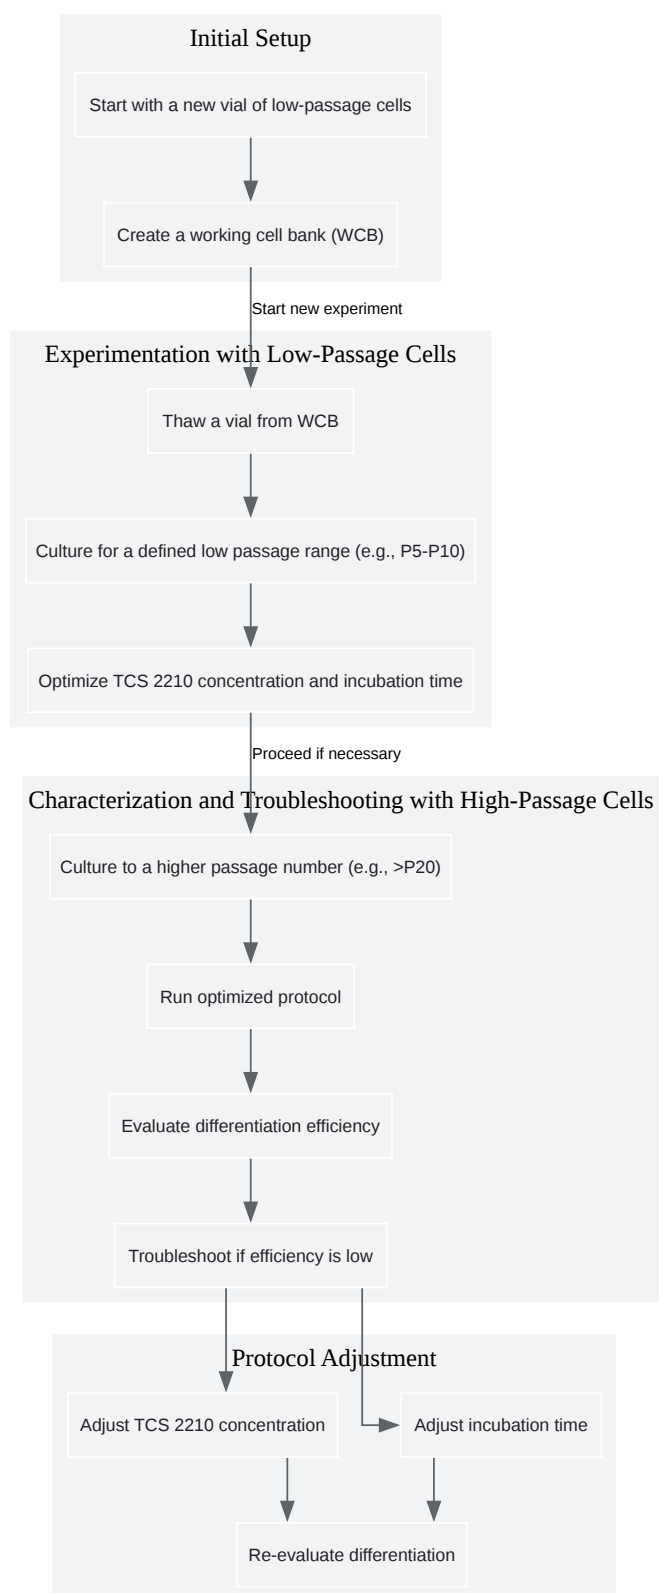 Initial Setup
Start with a new vial of low-passage cells
Create a working cell bank (WCB)
Start new experiment
Experimentation with Low-Passage Cells
Thaw a vial from WCB
Culture for a defined low passage range (e.g., P5-P10)
Optimize TCS 2210 concentration and incubation time
Proceed if necessary
Characterization and Troubleshooting with High-Passage Cells
Culture to a higher passage number (e.g., >P20)
Run optimized protocol
Evaluate differentiation efficiency
Troubleshoot if efficiency is low
Protocol Adjustment
Adjust TCS 2210 concentration
Adjust incubation time
Re-evaluate differentiation